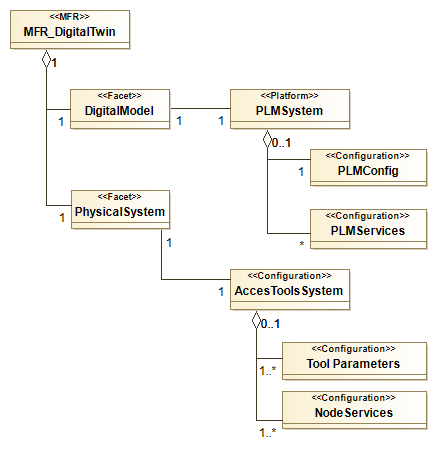 <<MFR>>
MFR_DigitalTwin
1
<<Facet>>
DigitalModel
1
1
1
<<Platform>>
PLMSystem
0..1
<<Configuration>>
PLMConfig
1
<<Configuration>>
PLMServices
*
<<Facet>>
PhysicalSystem
1
1
<<Configuration>>
AccesToolsSystem
1
0..1
<<Configuration>>
Tool Parameters
1..*
<<Configuration>>
NodeServices
1..*